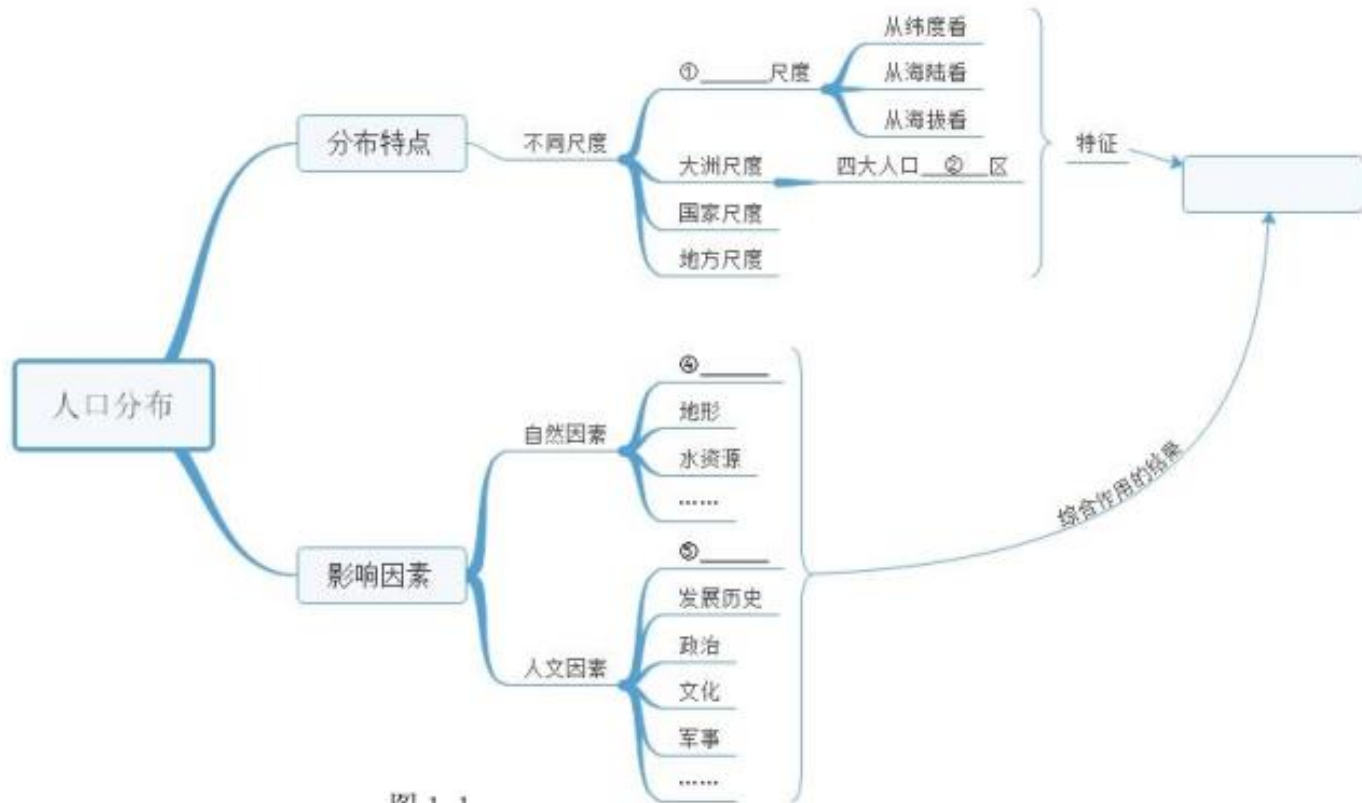 人口分布
分布特点
不同尺度
①______尺度
从纬度看
从海陆看
从海拔看
大洲尺度
四大人口__②__区
国家尺度
地方尺度
特征
影响因素
自然因素
④______
地形
水资源
……
人文因素
⑤______
发展历史
政治
文化
军事
……
综合作用的结果
图 1-1